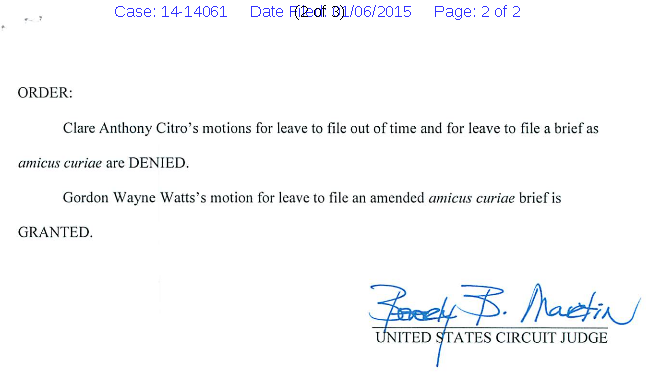 Case: 14-14061 Date Filed: 01/06/2015 Page: 2 of 2
(2 of 3)
ORDER:
Clare Anthony Citro's motions for leave to file out of time and for leave to file a brief as
amicus curiae are DENIED.
Gordon Wayne Watts's motion for leave to file an amended amicus curiae brief is
GRANTED.
B. Martin
UNITED STATES CIRCUIT JUDGE